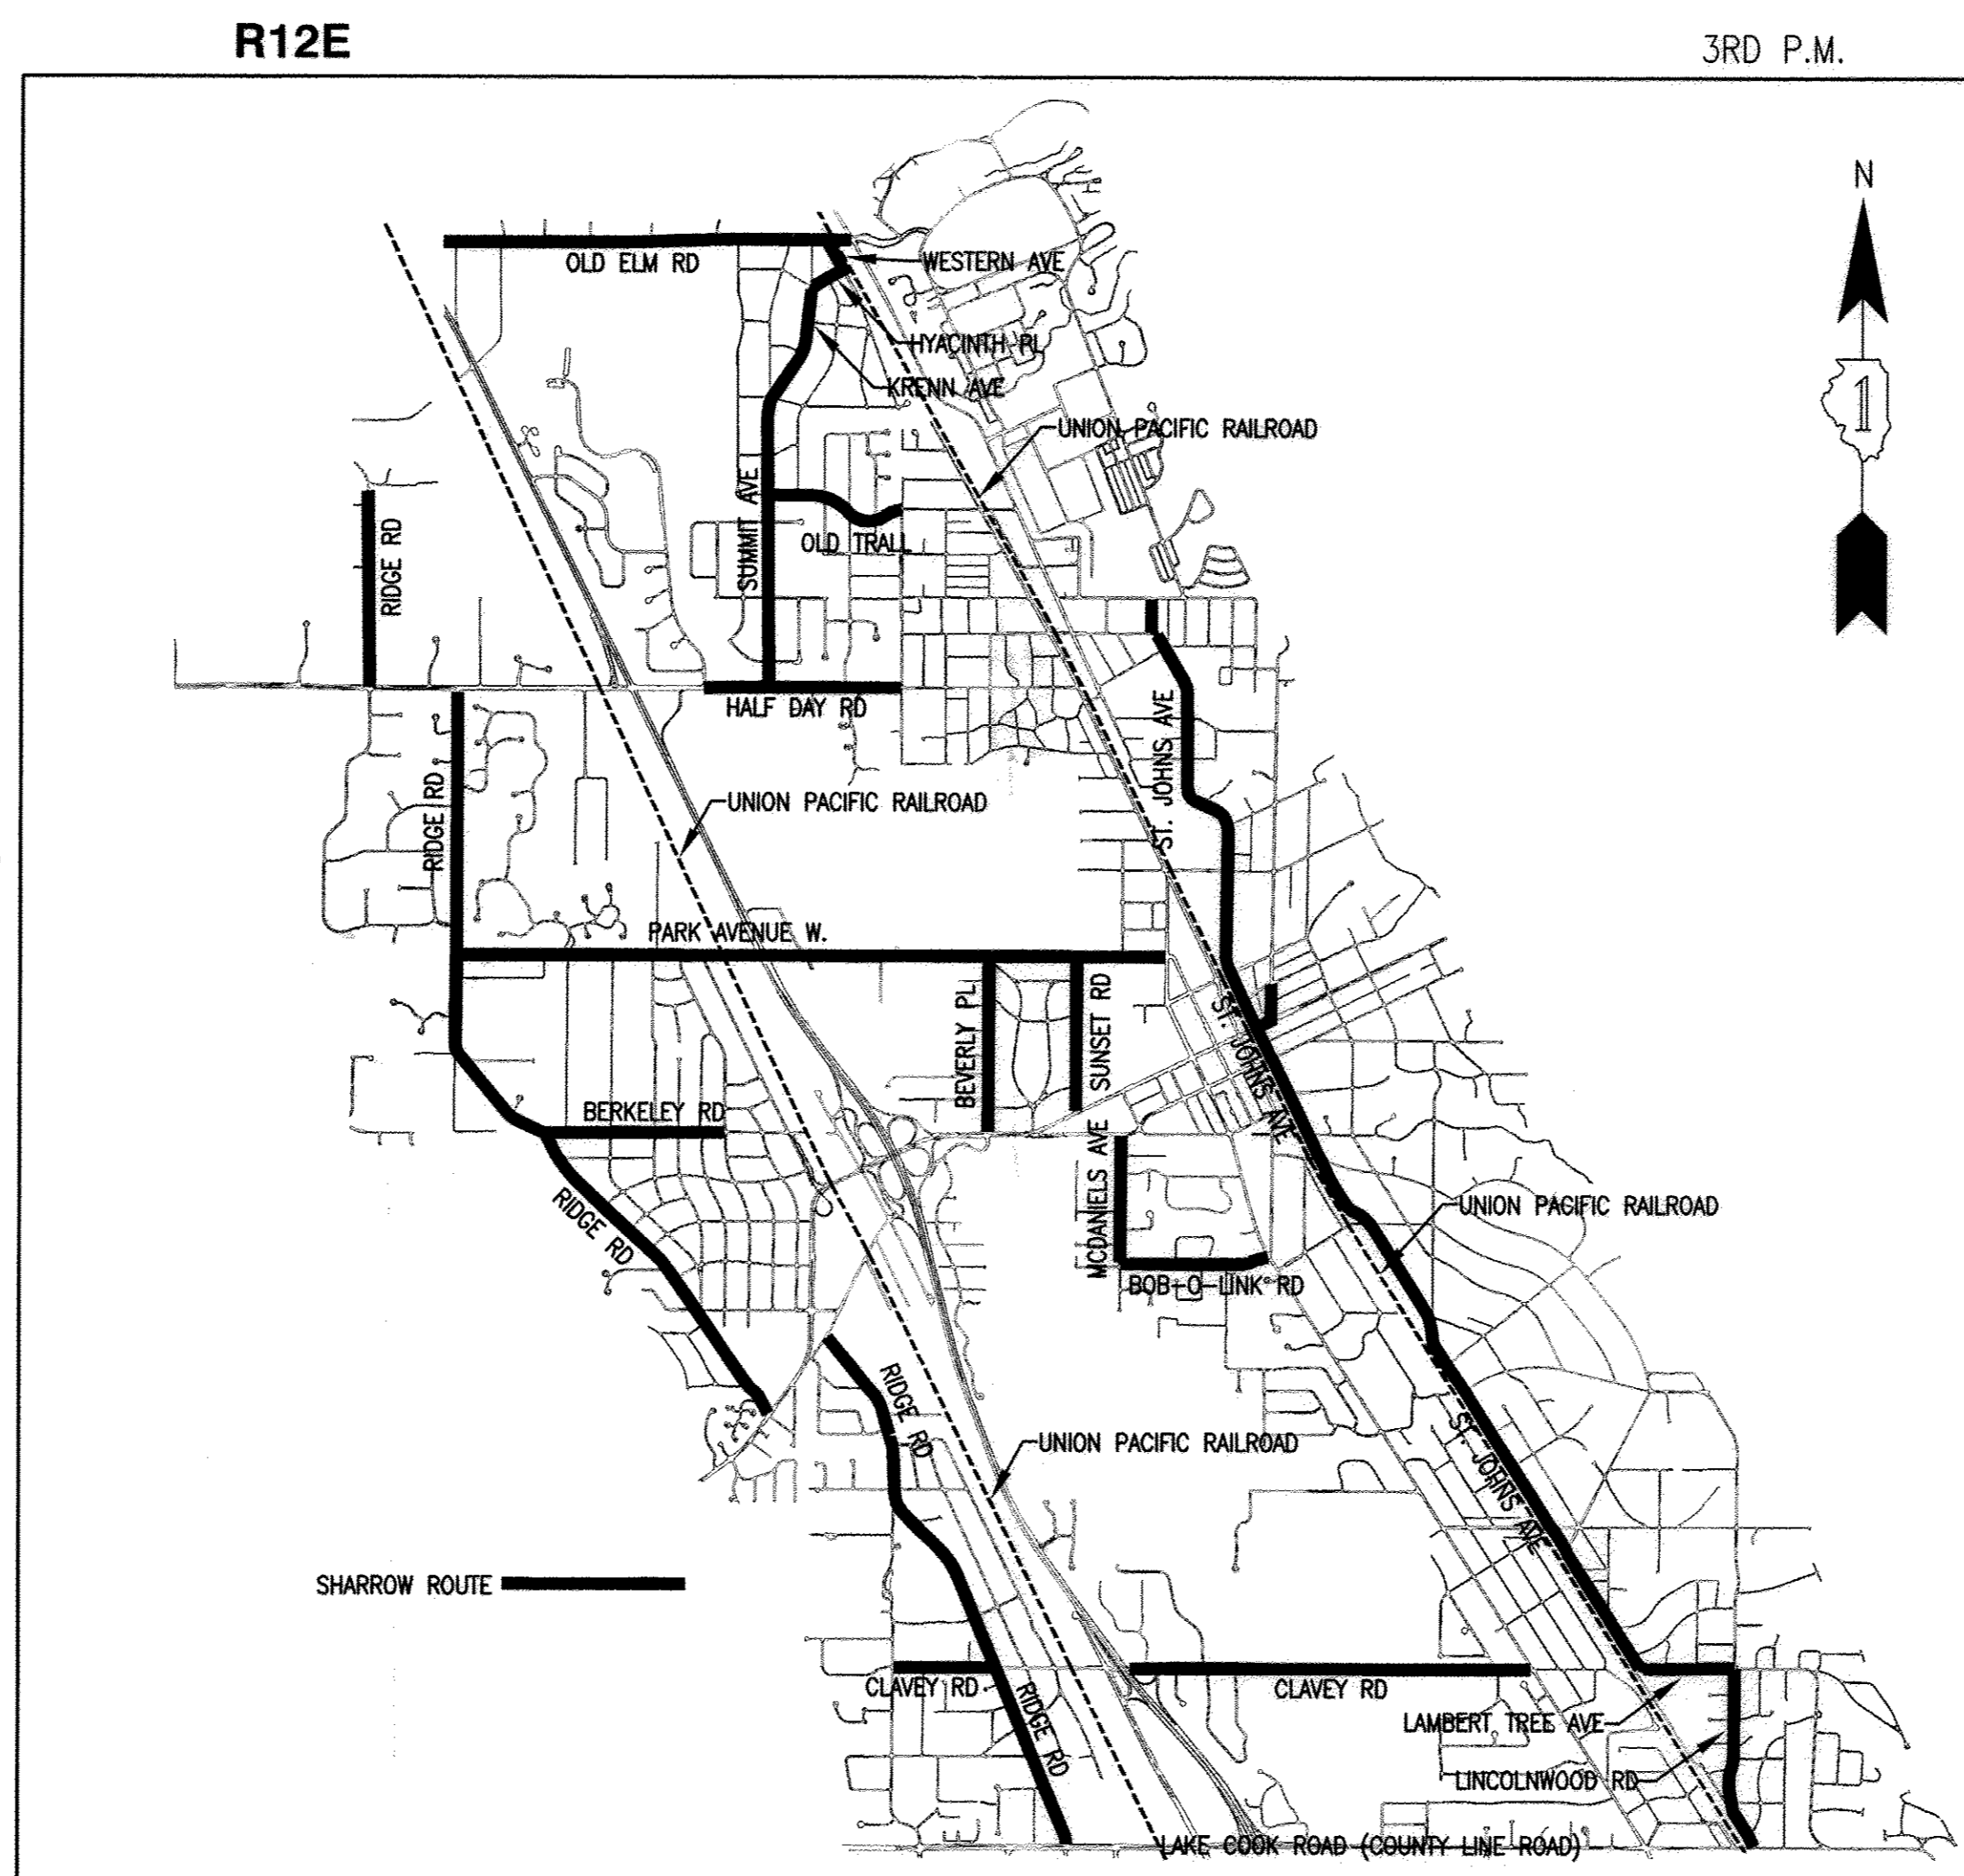 R12E
3RD P.M.
N
1
OLD ELM RD
WESTERN AVE
HYACINTH PL
KRENN AVE
UNION PACIFIC RAILROAD
SUMMIT AVE
RIDGE RD
OLD TRALL
HALF DAY RD
ST. JOHNS AVE
RIDGE RD
UNION PACIFIC RAILROAD
PARK AVENUE W.
BEVERLY PL
SUNSET RD
ST. JOHNS AVE
BERKELEY RD
MCDANIELS AVE
RIDGE RD
UNION PACIFIC RAILROAD
BOB-O-LINK RD
RIDGE RD
UNION PACIFIC RAILROAD
ST. JOHNS AVE
SHARROW ROUTE
CLAVEY RD
RIDGE RD
CLAVEY RD
LAMBERT TREE AVE
LINCOLNWOOD RD
LAKE COOK ROAD (COUNTY LINE ROAD)